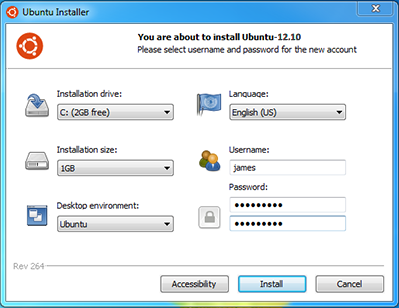 Ubuntu Installer
You are about to install Ubuntu-12.10
Please select username and password for the new account
Installation drive:
C: (2GB free)
Language:
English (US)
Installation size:
1GB
Username:
james
Password:
●●●●●●●●●
Desktop environment:
Ubuntu
●●●●●●●●●
Rev 264
Accessibility
Install
Cancel